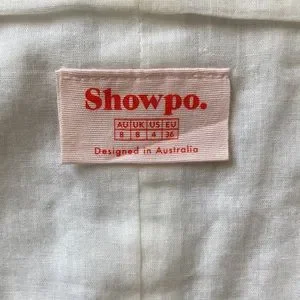 Showpo.
AU UK US EU
8 8 4 36
Designed in Australia